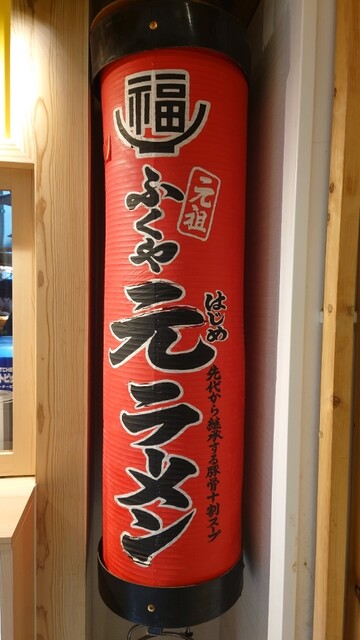 福
元祖
ふくや
元ラーメン
はじめ
先代から継承する豚骨十割スープ